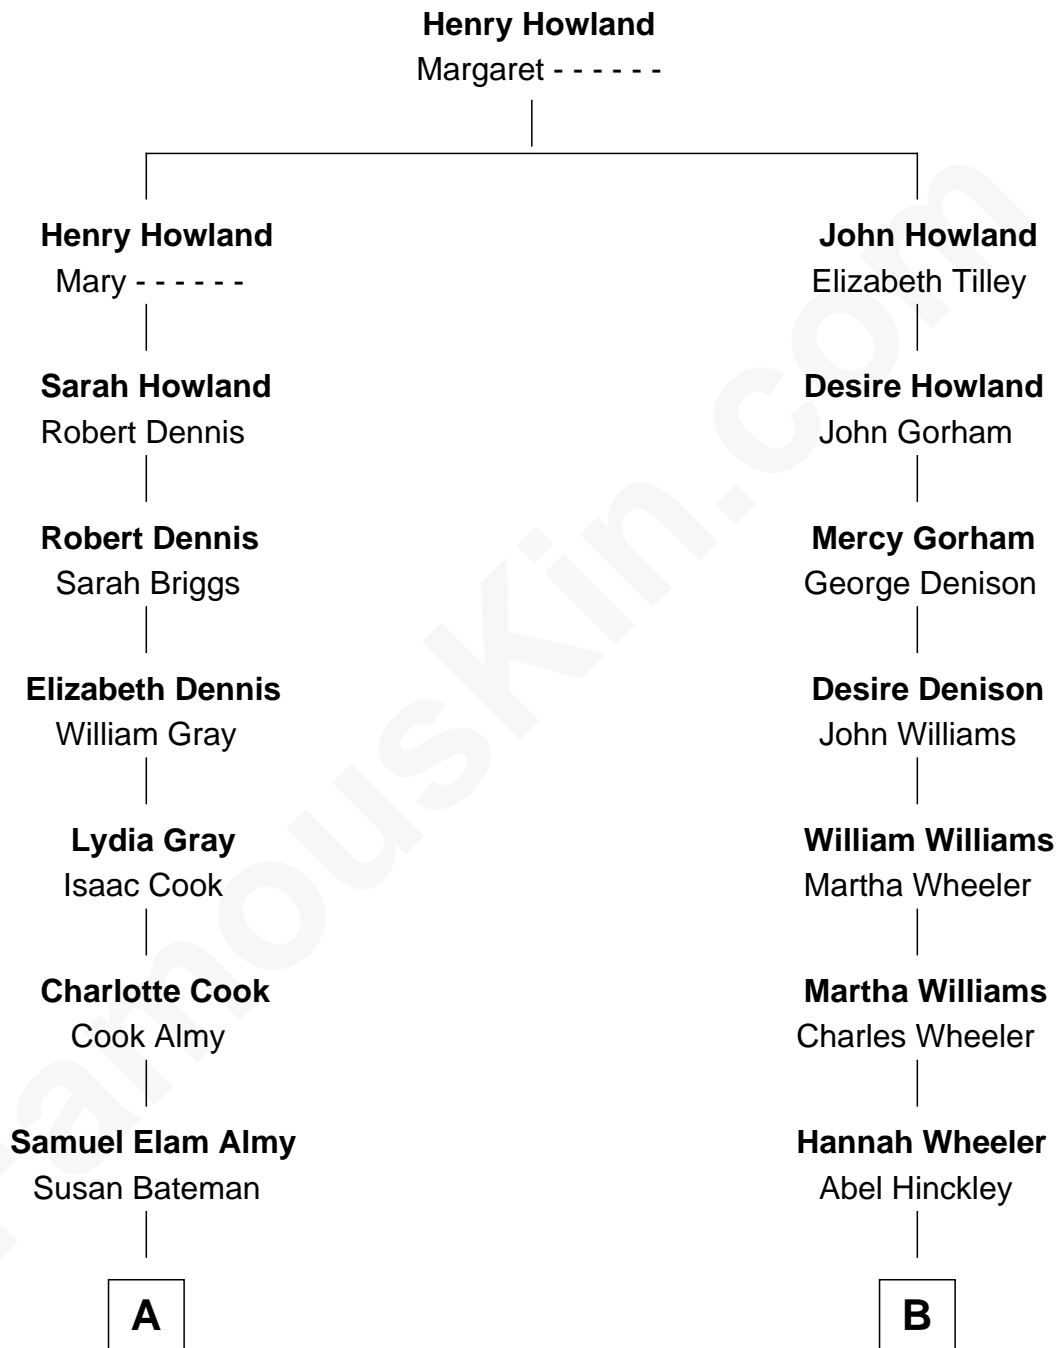 Henry Howland
Margaret - - - - - -
Henry Howland
Mary - - - - - -
John Howland
Elizabeth Tilley
Sarah Howland
Robert Dennis
Desire Howland
John Gorham
Robert Dennis
Sarah Briggs
Mercy Gorham
George Denison
Elizabeth Dennis
William Gray
Desire Denison
John Williams
Lydia Gray
Isaac Cook
William Williams
Martha Wheeler
Charlotte Cook
Cook Almy
Martha Williams
Charles Wheeler
Samuel Elam Almy
Susan Bateman
Hannah Wheeler
Abel Hinckley
A
B
FamousKin.com